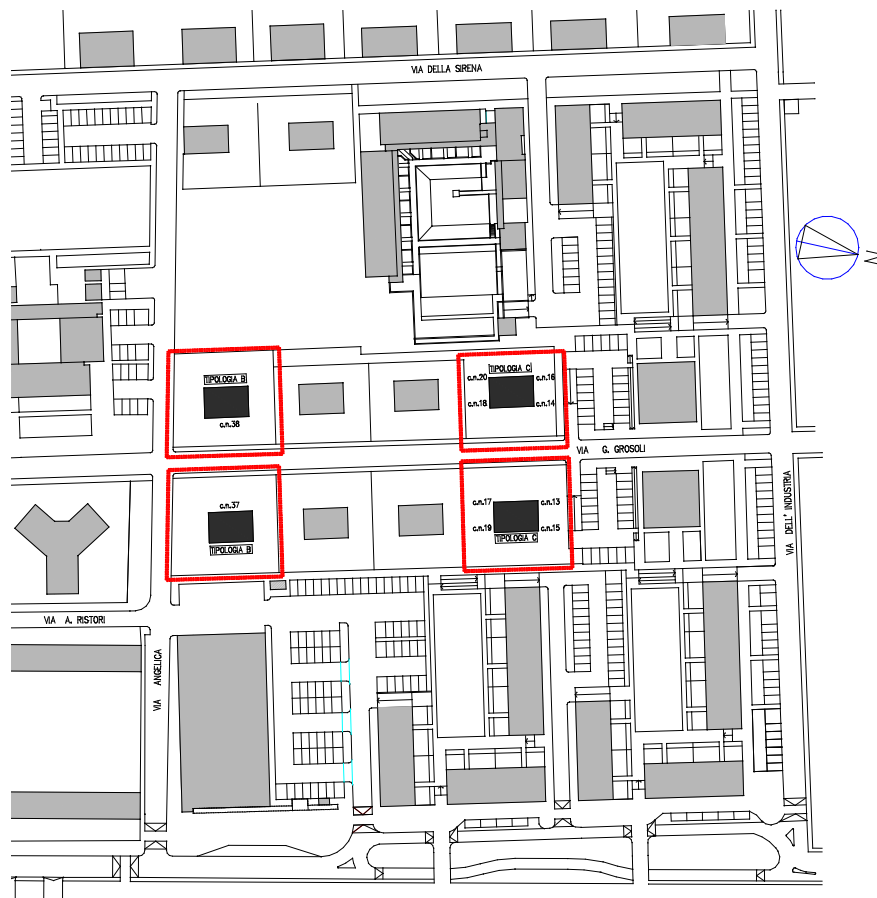 VIA DELLA SIRENA
N
TIPOLOGIA B
c.n.38
TIPOLOGIA C
c.n.20
c.n.16
c.n.18
c.n.14
VIA G. GROSOLI
c.n.37
TIPOLOGIA B
c.n.17
c.n.13
c.n.19
c.n.15
TIPOLOGIA C
VIA DELL' INDUSTRIA
VIA A. RISTORI
VIA ANGELICA